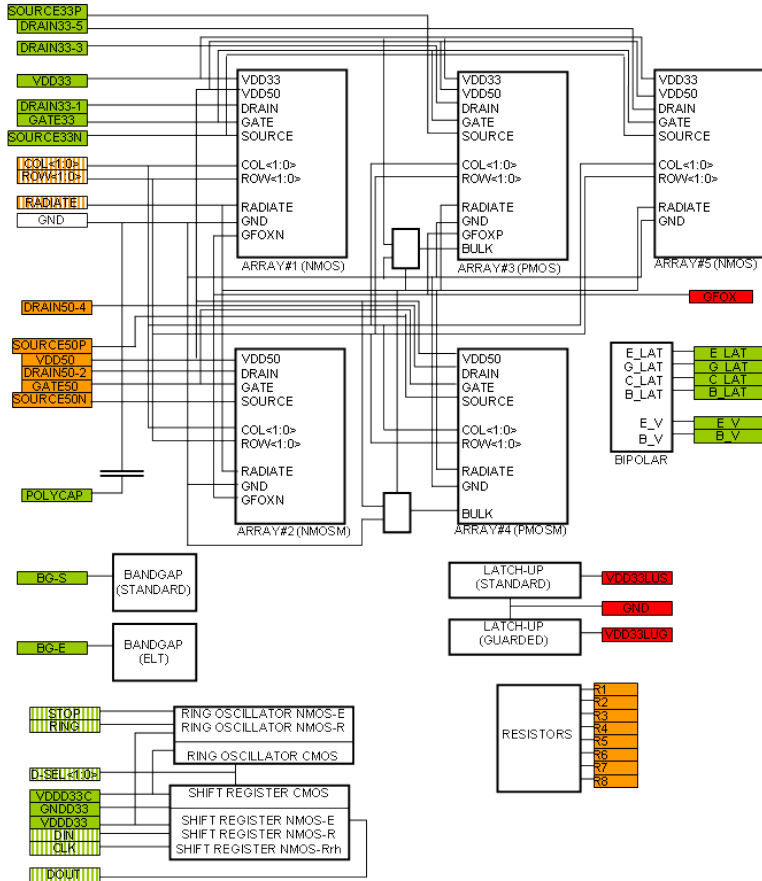 SOURCE33P
DRAIN33-5
DRAIN33-3
VDD33
DRAIN33-1
GATE33
SOURCE33N
COL<1:0>
ROW<1:0>
RADIATE
GND
VDD33
VDD50
DRAIN
GATE
SOURCE
COL<1:0>
ROW<1:0>
RADIATE
GND
GFOXN
ARRAY#1 (NMOS)
VDD33
VDD50
DRAIN
GATE
SOURCE
COL<1:0>
ROW<1:0>
RADIATE
GND
GFOXP
BULK
ARRAY#3 (PMOS)
VDD33
VDD50
DRAIN
GATE
SOURCE
COL<1:0>
ROW<1:0>
RADIATE
GND
ARRAY#5 (NMOS)
GFOX
DRAIN50-4
SOURCE50P
VDD50
DRAIN50-2
GATE50
SOURCE50N
POLYCAP
VDD50
DRAIN
GATE
SOURCE
COL<1:0>
ROW<1:0>
RADIATE
GND
GFOXN
ARRAY#2 (NMOSM)
VDD50
DRAIN
GATE
SOURCE
COL<1:0>
ROW<1:0>
RADIATE
GND
BULK
ARRAY#4 (PMOSM)
E_LAT E_LAT
G_LAT G_LAT
C_LAT C_LAT
B_LAT B_LAT
E_V E_V
B_V B_V
BIPOLAR
BG-S
BANDGAP
(STANDARD)
BG-E
BANDGAP
(ELT)
LATCH-UP
(STANDARD)
VDD33LUS
GND
LATCH-UP
(GUARDED)
VDD33LUG
STOP
RING
RING OSCILLATOR NMOS-E
RING OSCILLATOR NMOS-R
RING OSCILLATOR CMOS
D-SEL<1:0>
VDDD33C
GNDD33
VDDD33
DIN
CLK
DOUT
SHIFT REGISTER CMOS
SHIFT REGISTER NMOS-E
SHIFT REGISTER NMOS-R
SHIFT REGISTER NMOS-Rrh
RESISTORS
R1
R2
R3
R4
R5
R6
R7
R8